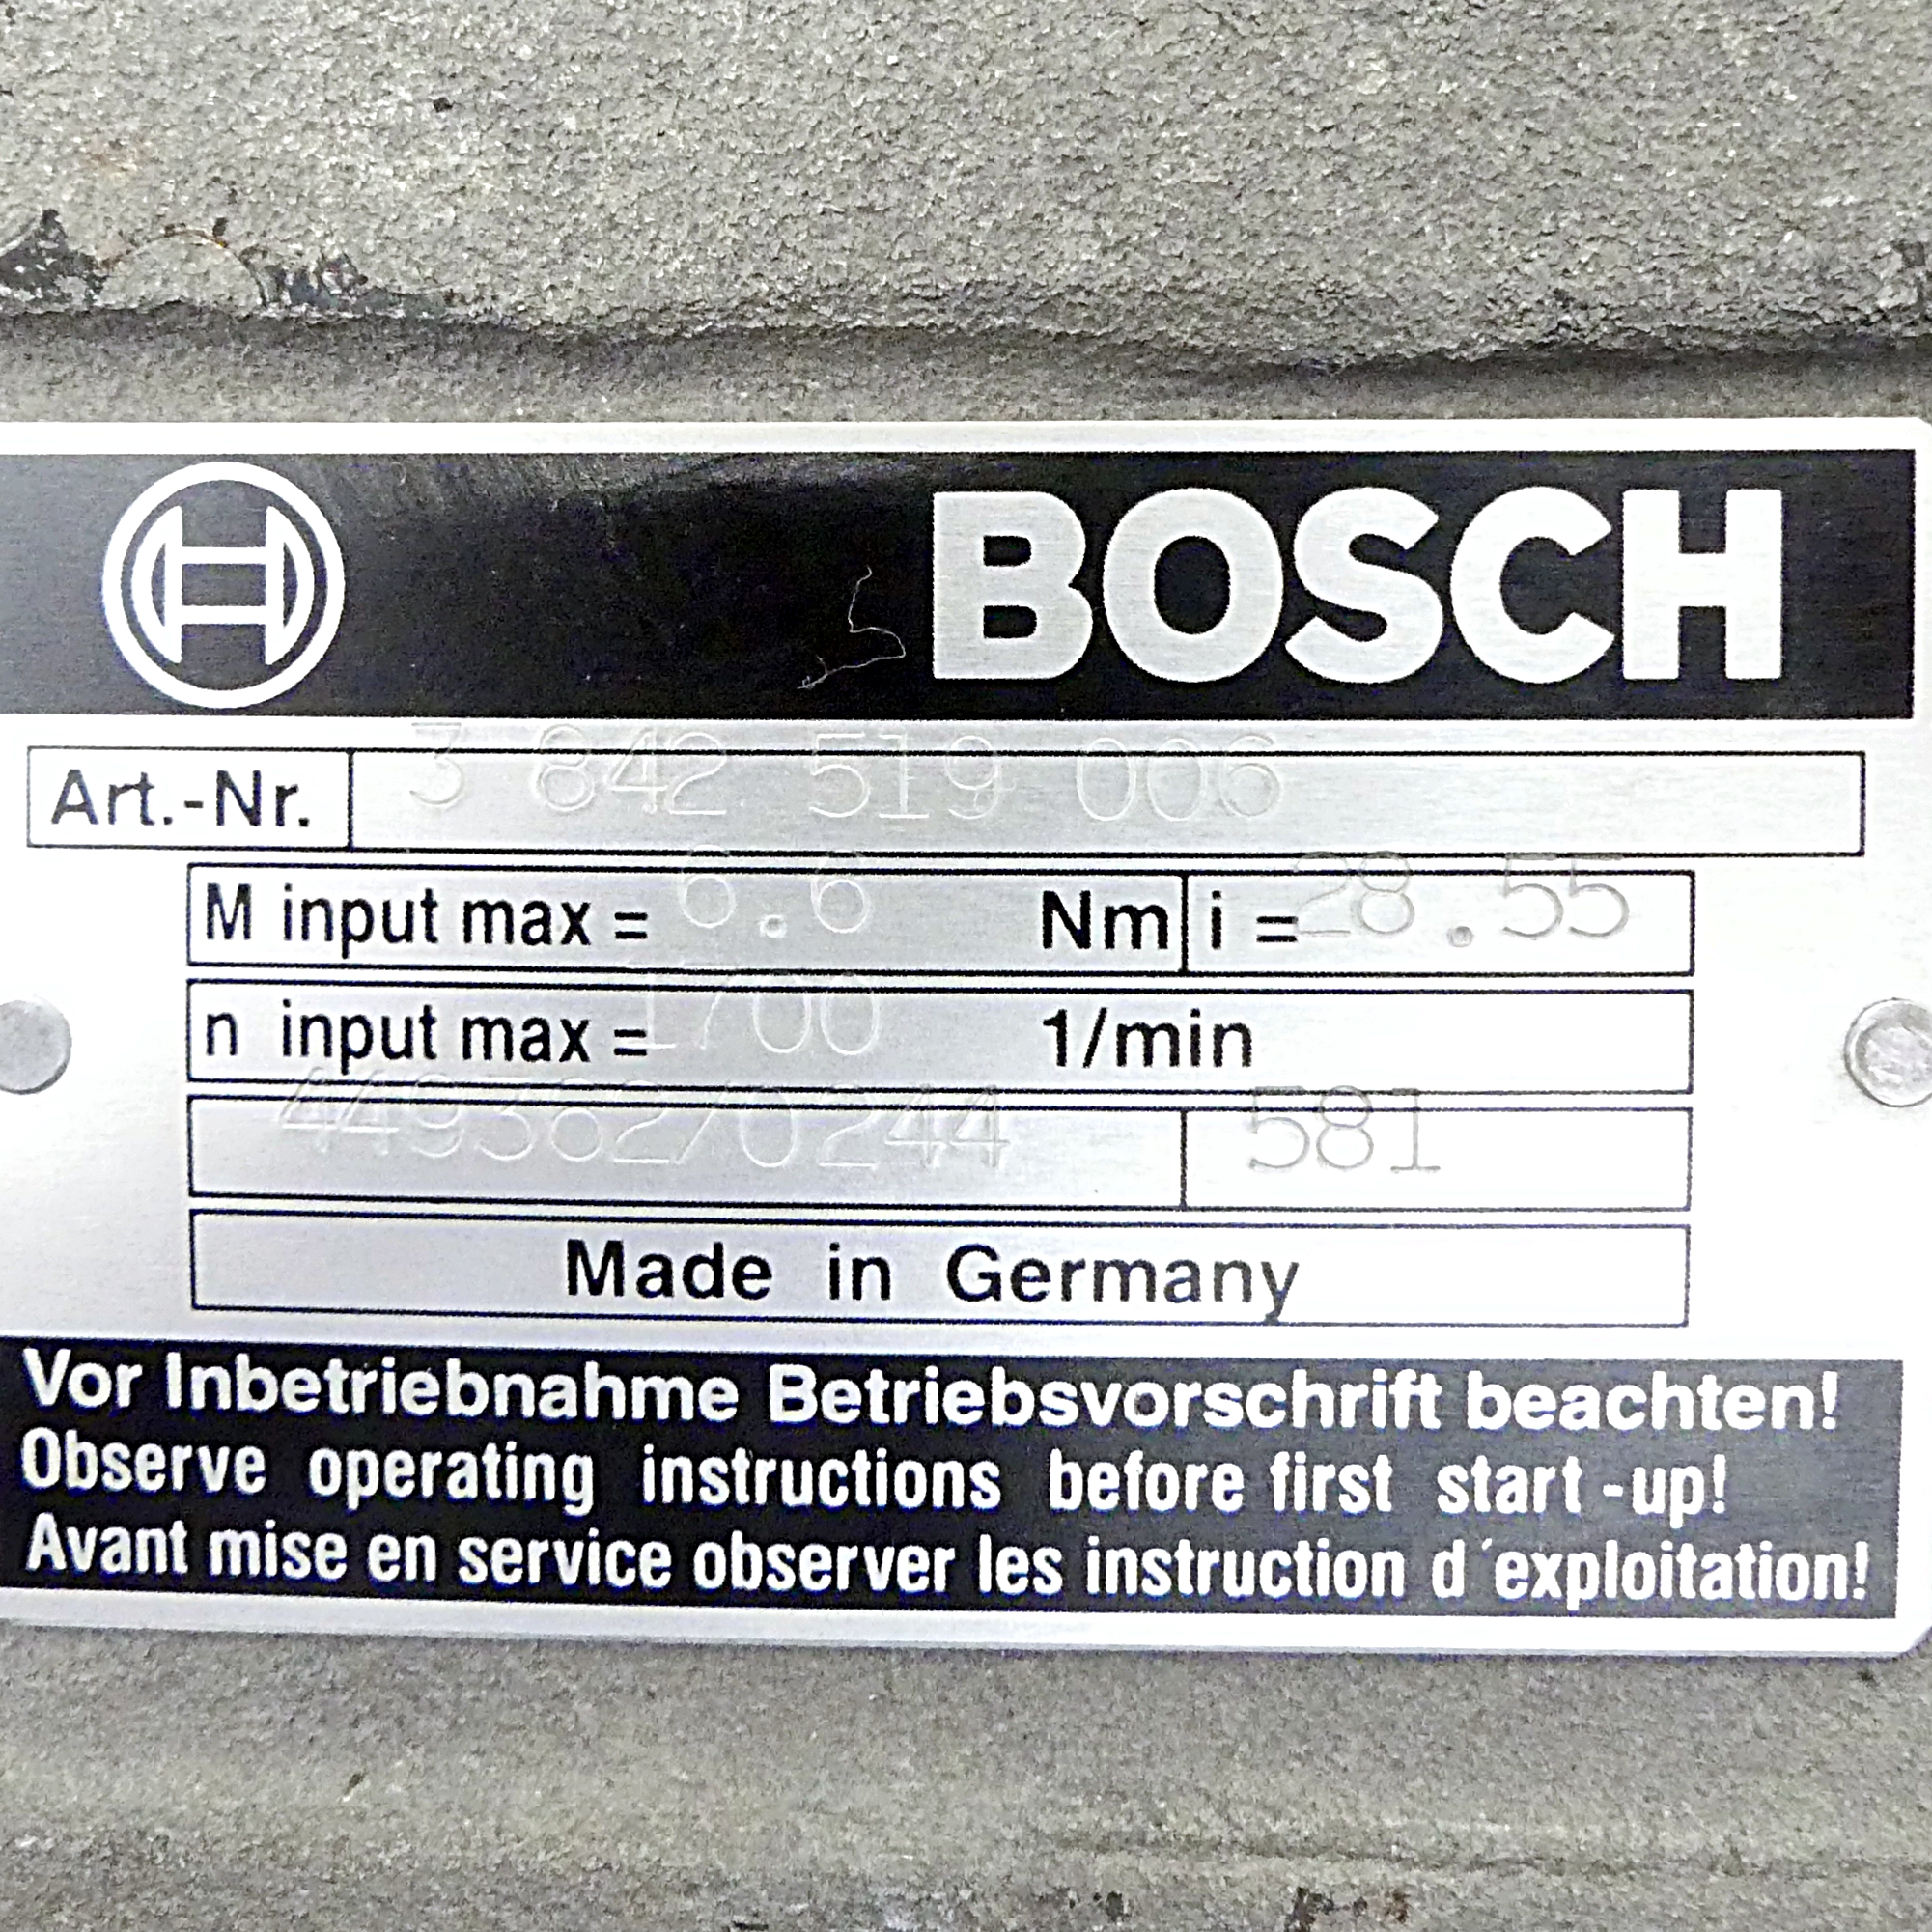 BOSCH
Art.-Nr. 3 842 519 006
M input max = 6.6 Nm i = 28.55
n input max = 1700 1/min
449362/0244 581
Made in Germany
Vor Inbetriebnahme Betriebsvorschrift beachten!
Observe operating instructions before first start-up!
Avant mise en service observer les instruction d´exploitation!